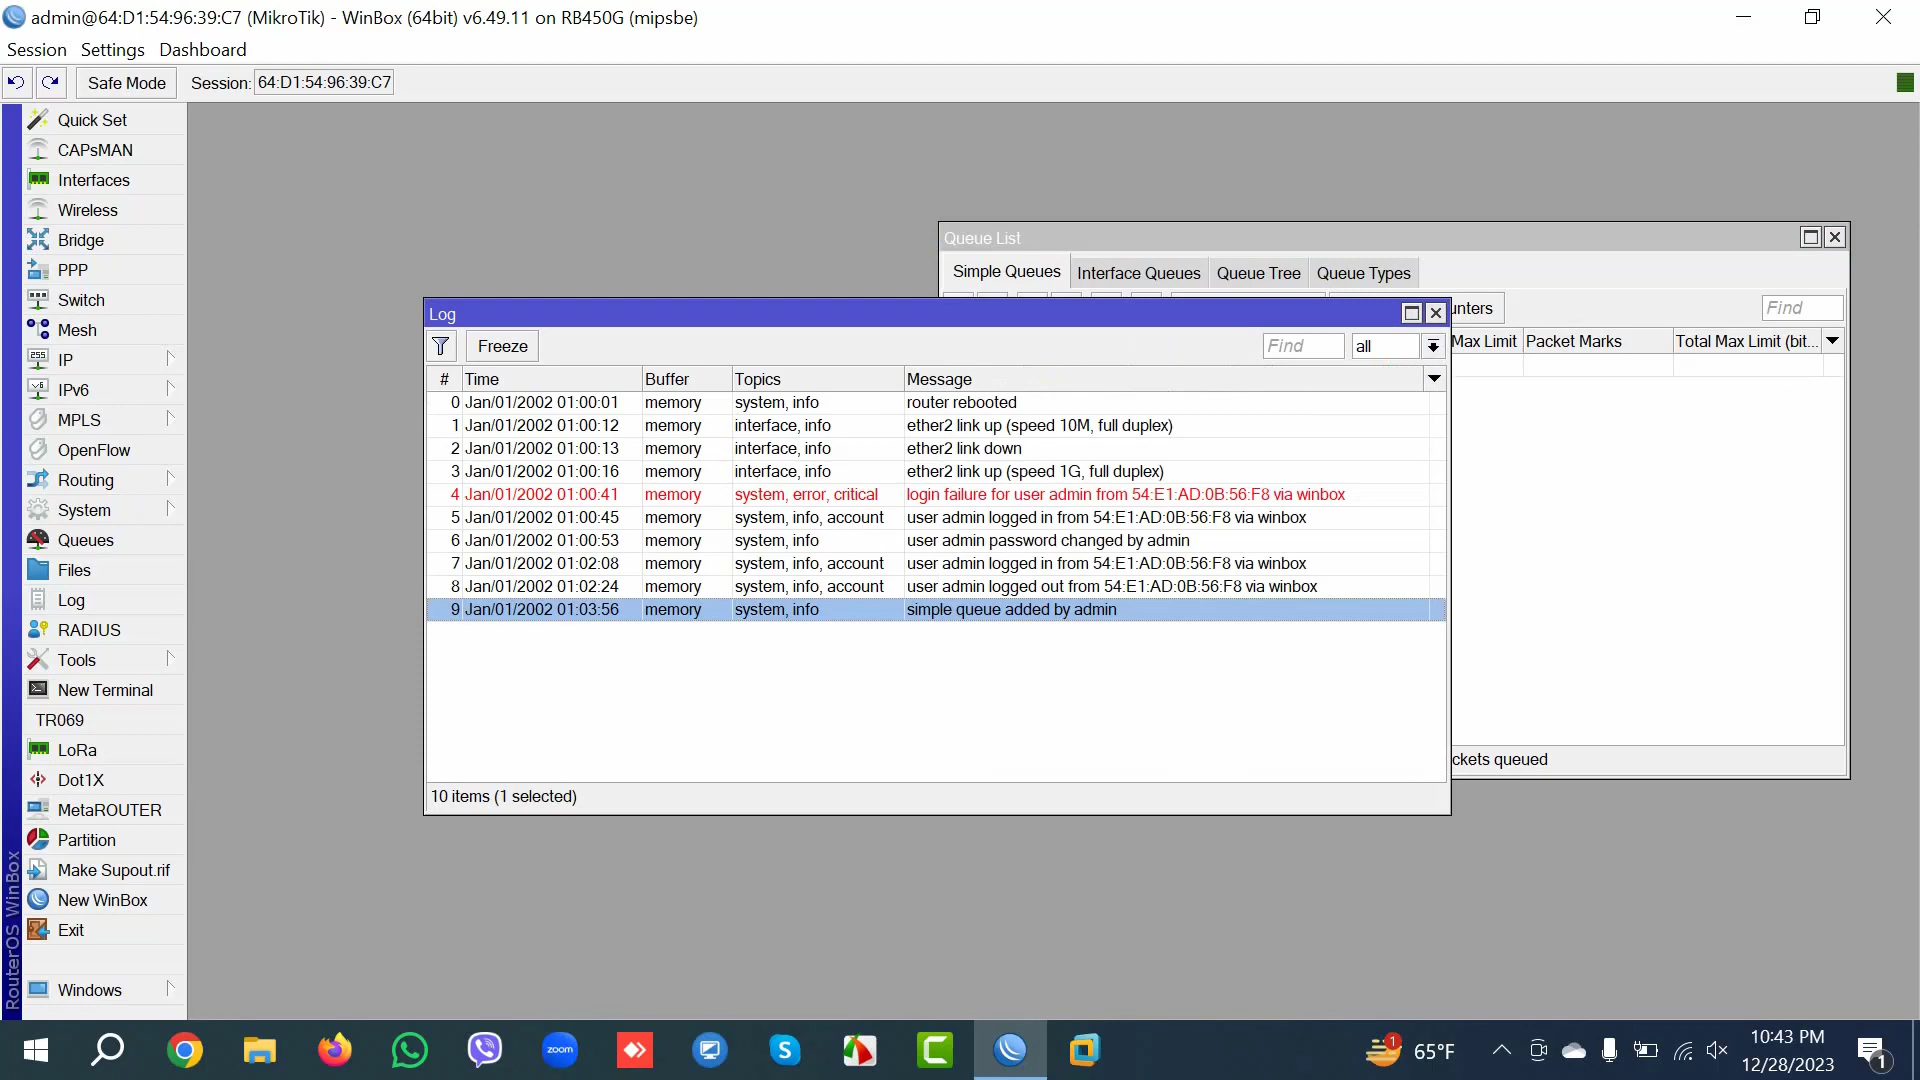 admin@64:D1:54:96:39:C7 (MikroTik) - WinBox (64bit) v6.49.11 on RB450G (mipsbe)
Session Settings Dashboard
Safe Mode Session: 64:D1:54:96:39:C7
Quick Set
CAPsMAN
Interfaces
Wireless
Bridge
PPP
Switch
Mesh
IP
IPv6
MPLS
OpenFlow
Routing
System
Queues
Files
Log
RADIUS
Tools
New Terminal
TR069
LoRa
Dot1X
MetaROUTER
Partition
Make Supout.rif
New WinBox
Exit
Windows
RouterOS WinBox
Queue List
Simple Queues Interface Queues Queue Tree Queue Types
unters Find
Max Limit Packet Marks Total Max Limit (bit...
ckets queued
Log
Freeze Find all
# Time Buffer Topics Message
0 Jan/01/2002 01:00:01 memory system, info router rebooted
1 Jan/01/2002 01:00:12 memory interface, info ether2 link up (speed 10M, full duplex)
2 Jan/01/2002 01:00:13 memory interface, info ether2 link down
3 Jan/01/2002 01:00:16 memory interface, info ether2 link up (speed 1G, full duplex)
4 Jan/01/2002 01:00:41 memory system, error, critical login failure for user admin from 54:E1:AD:0B:56:F8 via winbox
5 Jan/01/2002 01:00:45 memory system, info, account user admin logged in from 54:E1:AD:0B:56:F8 via winbox
6 Jan/01/2002 01:00:53 memory system, info user admin password changed by admin
7 Jan/01/2002 01:02:08 memory system, info, account user admin logged in from 54:E1:AD:0B:56:F8 via winbox
8 Jan/01/2002 01:02:24 memory system, info, account user admin logged out from 54:E1:AD:0B:56:F8 via winbox
9 Jan/01/2002 01:03:56 memory system, info simple queue added by admin
10 items (1 selected)
zoom
1 65°F
10:43 PM
12/28/2023
1